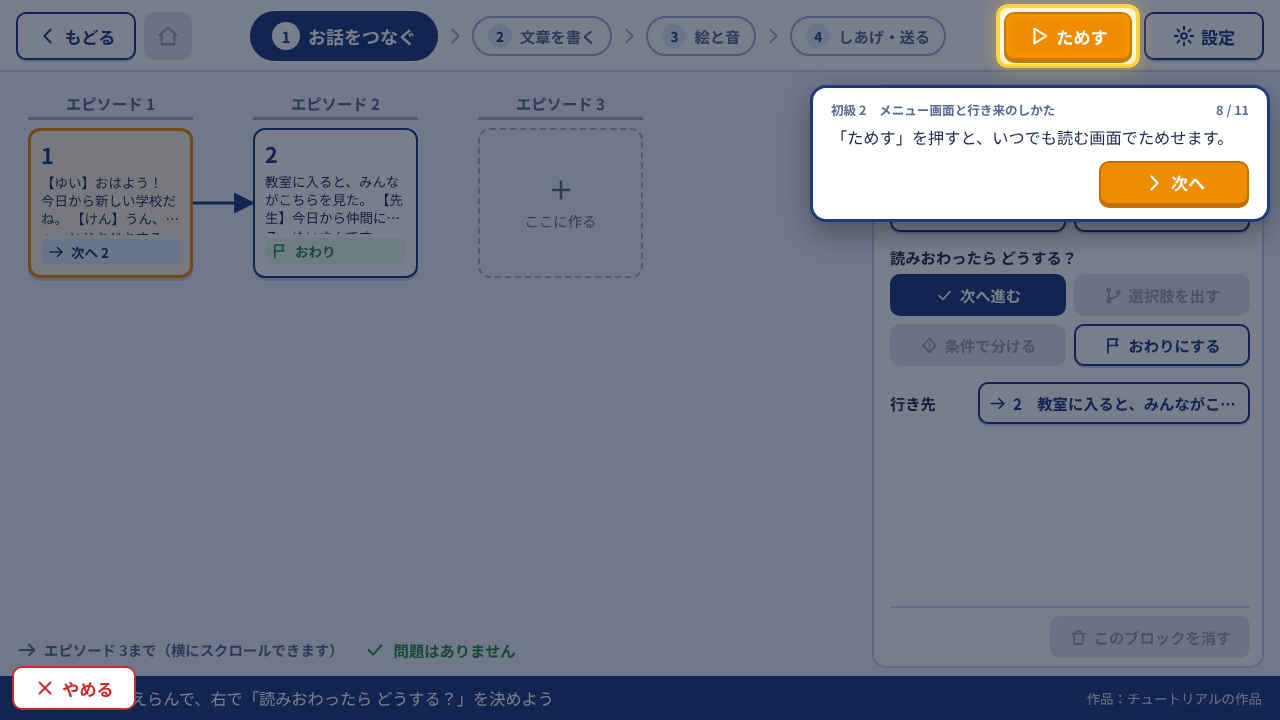 もどる
1 お話をつなぐ
2 文章を書く
3 絵と音
4 しあげ・送る
ためす
設定
初級 2　メニュー画面と行き来のしかた
8 / 11
「ためす」を押すと、いつでも読む画面でためせます。
次へ
エピソード 1
エピソード 2
エピソード 3
1
【ゆい】おはよう！
今日から新しい学校だ
ね。【けん】うん、…
次へ 2
2
教室に入ると、みんな
がこちらを見た。【先
生】今日から仲間に…
おわり
ここに作る
読みおわったら どうする？
次へ進む
選択肢を出す
条件で分ける
おわりにする
行き先
2　教室に入ると、みんながこ…
このブロックを消す
エピソード 3まで（横にスクロールできます）
問題はありません
やめる
えらんで、右で「読みおわったら どうする？」を決めよう
作品：チュートリアルの作品